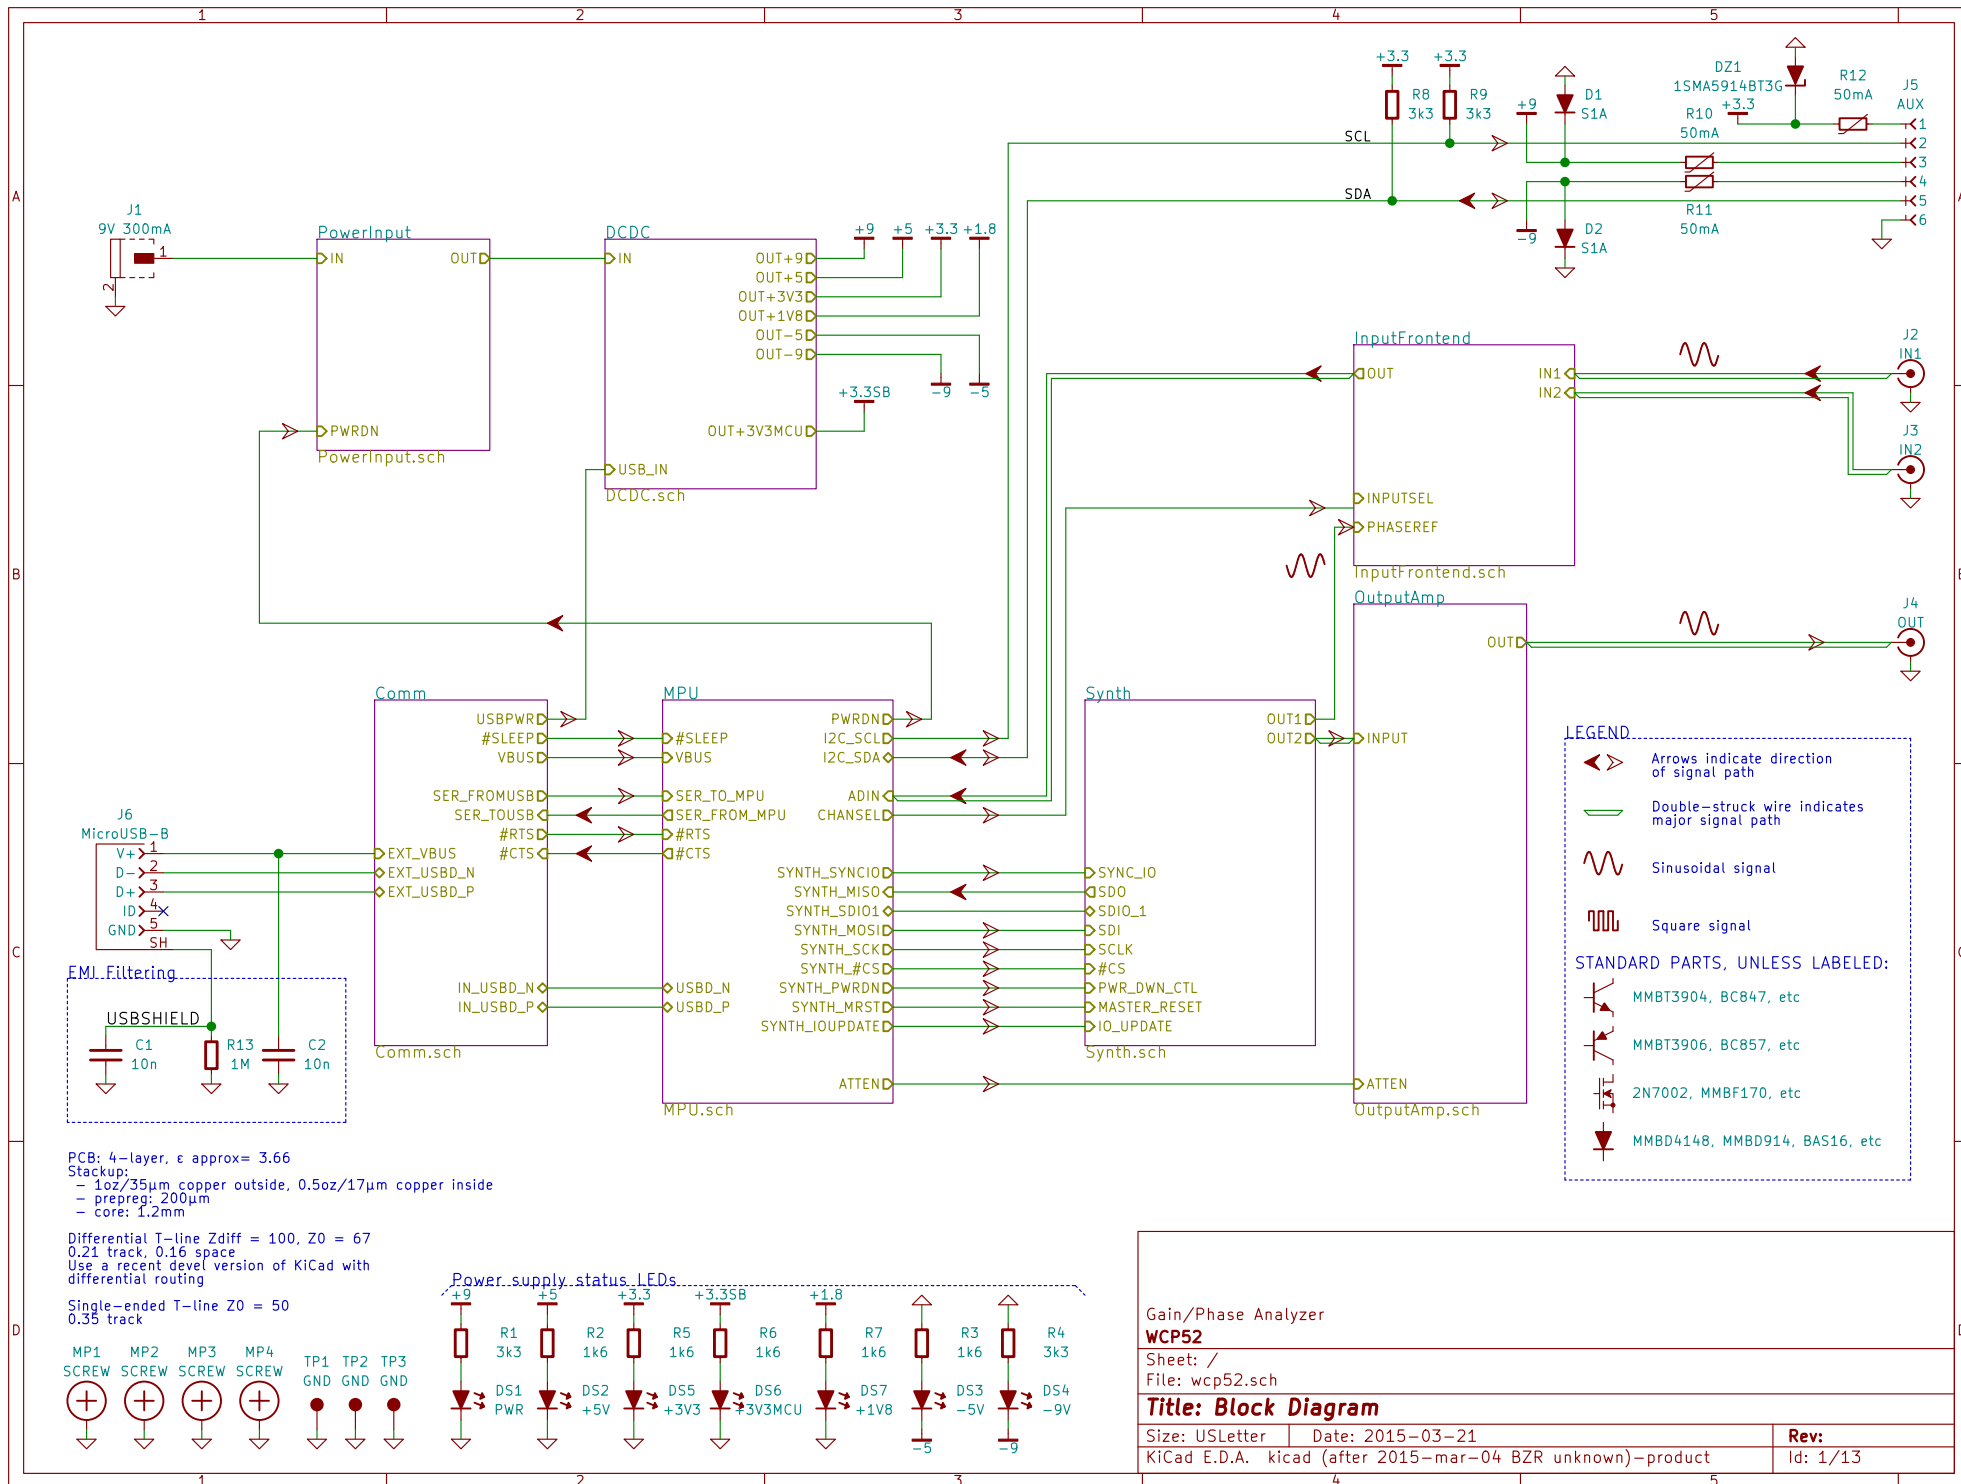 1 2 3 4 5
A
B
C
D
J1
9V 300mA
1
2
PowerInput
IN
OUT
PWRDN
PowerInput.sch
DCDC
IN
OUT+9
OUT+5
OUT+3V3
OUT+1V8
OUT-5
OUT-9
OUT+3V3MCU
USB_IN
DCDC.sch
+9 +5 +3.3 +1.8
-9 -5
+3.3SB
+3.3 +3.3
R8
3k3
R9
3k3
SCL
SDA
+9
D1
S1A
-9
D2
S1A
DZ1
1SMA5914BT3G
+3.3
R10
50mA
R11
50mA
R12
50mA
J5
AUX
1
2
3
4
5
6
InputFrontend
OUT
IN1
IN2
INPUTSEL
PHASEREF
InputFrontend.sch
J2
IN1
J3
IN2
OutputAmp
OUT
INPUT
ATTEN
OutputAmp.sch
J4
OUT
Comm
USBPWR
#SLEEP
VBUS
SER_FROMUSB
SER_TOUSB
#RTS
#CTS
EXT_VBUS
EXT_USBD_N
EXT_USBD_P
IN_USBD_N
IN_USBD_P
Comm.sch
MPU
#SLEEP
VBUS
SER_TO_MPU
SER_FROM_MPU
#RTS
#CTS
USBD_N
USBD_P
PWRDN
I2C_SCL
I2C_SDA
ADIN
CHANSEL
SYNTH_SYNCIO
SYNTH_MISO
SYNTH_SDIO1
SYNTH_MOSI
SYNTH_SCK
SYNTH_#CS
SYNTH_PWRDN
SYNTH_MRST
SYNTH_IOUPDATE
ATTEN
MPU.sch
Synth
OUT1
OUT2
SYNC_IO
SDO
SDIO_1
SDI
SCLK
#CS
PWR_DWN_CTL
MASTER_RESET
IO_UPDATE
Synth.sch
J6
MicroUSB-B
V+ 1
D- 2
D+ 3
ID 4
GND 5
SH
EMI Filtering
USBSHIELD
C1
10n
R13
1M
C2
10n
LEGEND
Arrows indicate direction
of signal path
Double-struck wire indicates
major signal path
Sinusoidal signal
Square signal
STANDARD PARTS, UNLESS LABELED:
MMBT3904, BC847, etc
MMBT3906, BC857, etc
2N7002, MMBF170, etc
MMBD4148, MMBD914, BAS16, etc
PCB: 4-layer, ε approx= 3.66
Stackup:
- 1oz/35µm copper outside, 0.5oz/17µm copper inside
- prepreg: 200µm
- core: 1.2mm
Differential T-line Zdiff = 100, Z0 = 67
0.21 track, 0.16 space
Use a recent devel version of KiCad with
differential routing
Single-ended T-line Z0 = 50
0.35 track
MP1 MP2 MP3 MP4
SCREW SCREW SCREW SCREW
TP1 TP2 TP3
GND GND GND
Power supply status LEDs
+9 +5 +3.3 +3.3SB +1.8
R1 R2 R5 R6 R7 R3 R4
3k3 1k6 1k6 1k6 1k6 1k6 3k3
DS1 DS2 DS5 DS6 DS7 DS3 DS4
PWR +5V +3V3 +3V3MCU +1V8 -5V -9V
-5 -9
Gain/Phase Analyzer
WCP52
Sheet: /
File: wcp52.sch
Title: Block Diagram
Size: USLetter Date: 2015-03-21 Rev:
KiCad E.D.A. kicad (after 2015-mar-04 BZR unknown)-product Id: 1/13
1 2 3 4 5